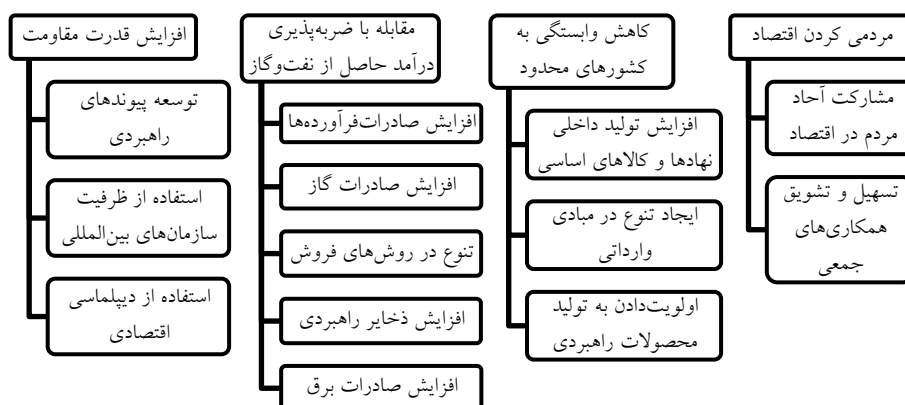 مردمی کردن اقتصاد
مشارکت آحاد
مردم در اقتصاد
تسهیل و تشویق
همکاری‌های
جمعی
کاهش وابستگی به
کشورهای محدود
افزایش تولید داخلی
نهادها و کالاهای اساسی
ایجاد تنوع در مبادی
وارداتی
اولویت‌دادن به تولید
محصولات راهبردی
مقابله با ضربه‌پذیری
درآمد حاصل از نفت‌وگاز
افزایش صادرات‌فرآورده‌ها
افزایش صادرات گاز
تنوع در روش‌های فروش
افزایش ذخایر راهبردی
افزایش صادرات برق
افزایش قدرت مقاومت
توسعه پیوندهای
راهبردی
استفاده از ظرفیت
سازمان‌های بین‌المللی
استفاده از دیپلماسی
اقتصادی